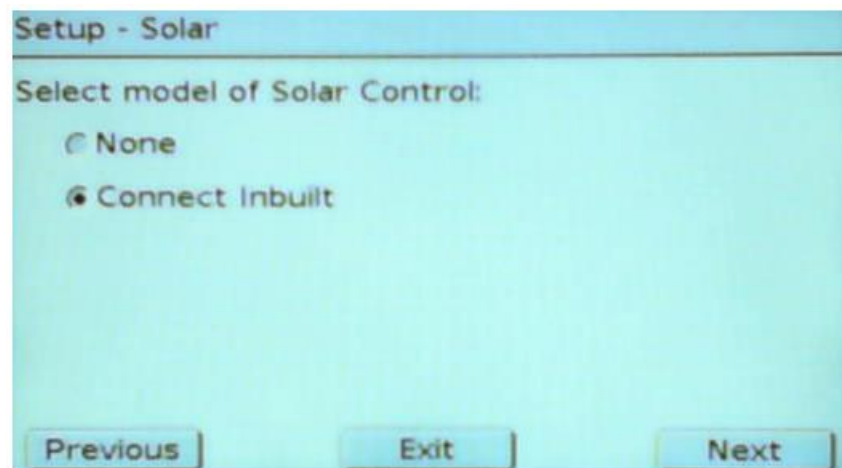 Setup - Solar
Select model of Solar Control:
None
Connect Inbuilt
Previous Exit Next